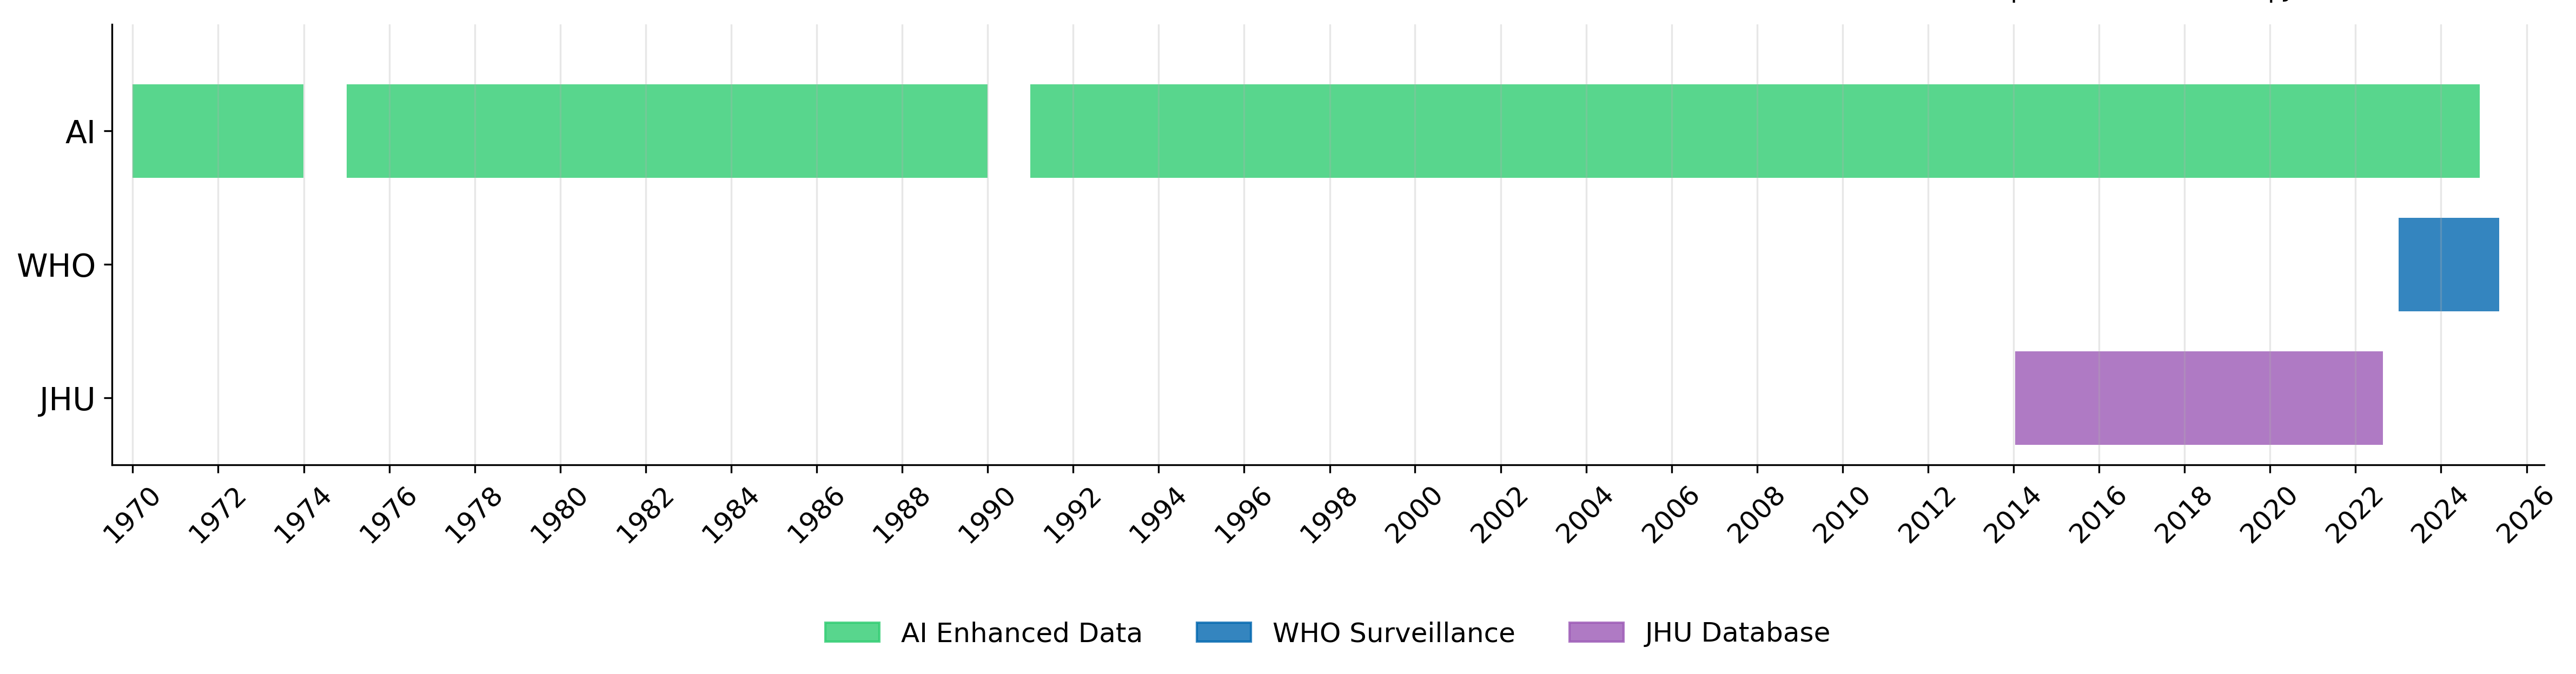 AI
WHO
JHU
1970 1972 1974 1976 1978 1980 1982 1984 1986 1988 1990 1992 1994 1996 1998 2000 2002 2004 2006 2008 2010 2012 2014 2016 2018 2020 2022 2024 2026
AI Enhanced Data WHO Surveillance JHU Database